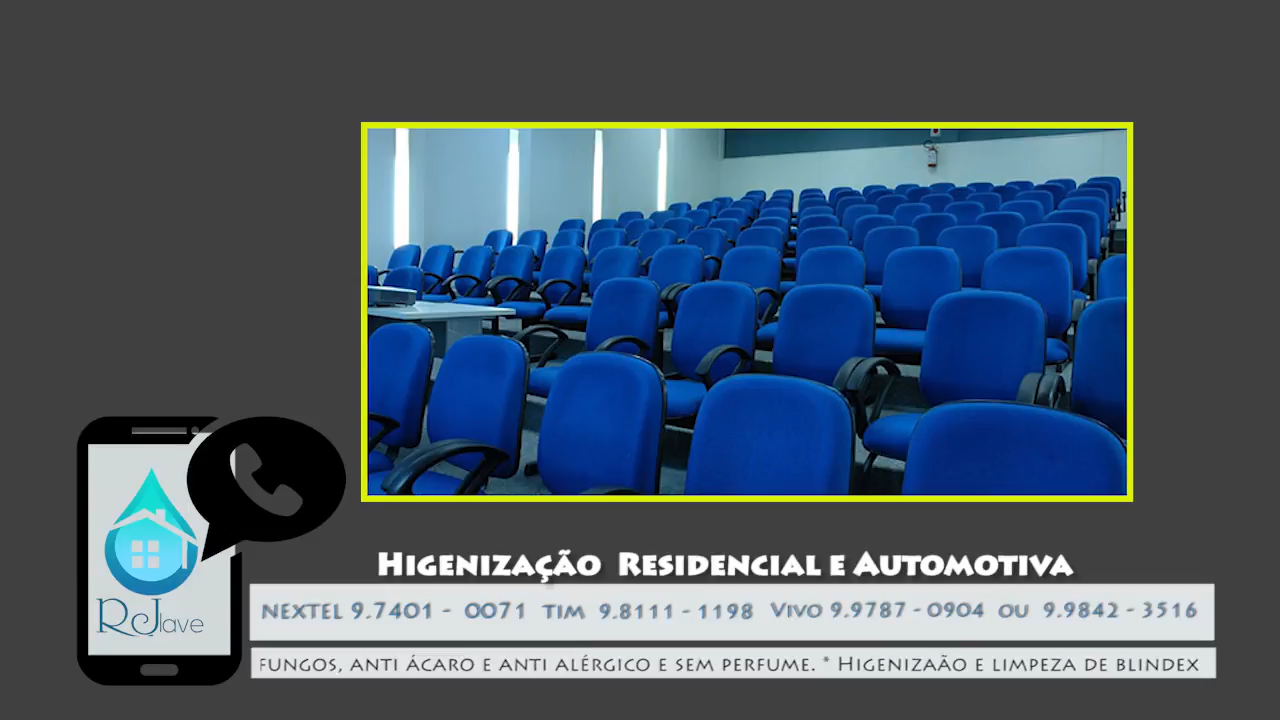 Higenização Residencial e Automotiva
NEXTEL 9.7401 - 0071 TIM 9.8111 - 1198 Vivo 9.9787 - 0904 ou 9.9842 - 3516
RJlave
FUNGOS, ANTI ÁCARO E ANTI ALÉRGICO E SEM PERFUME. * HIGENIZAÃO E LIMPEZA DE BLINDEX